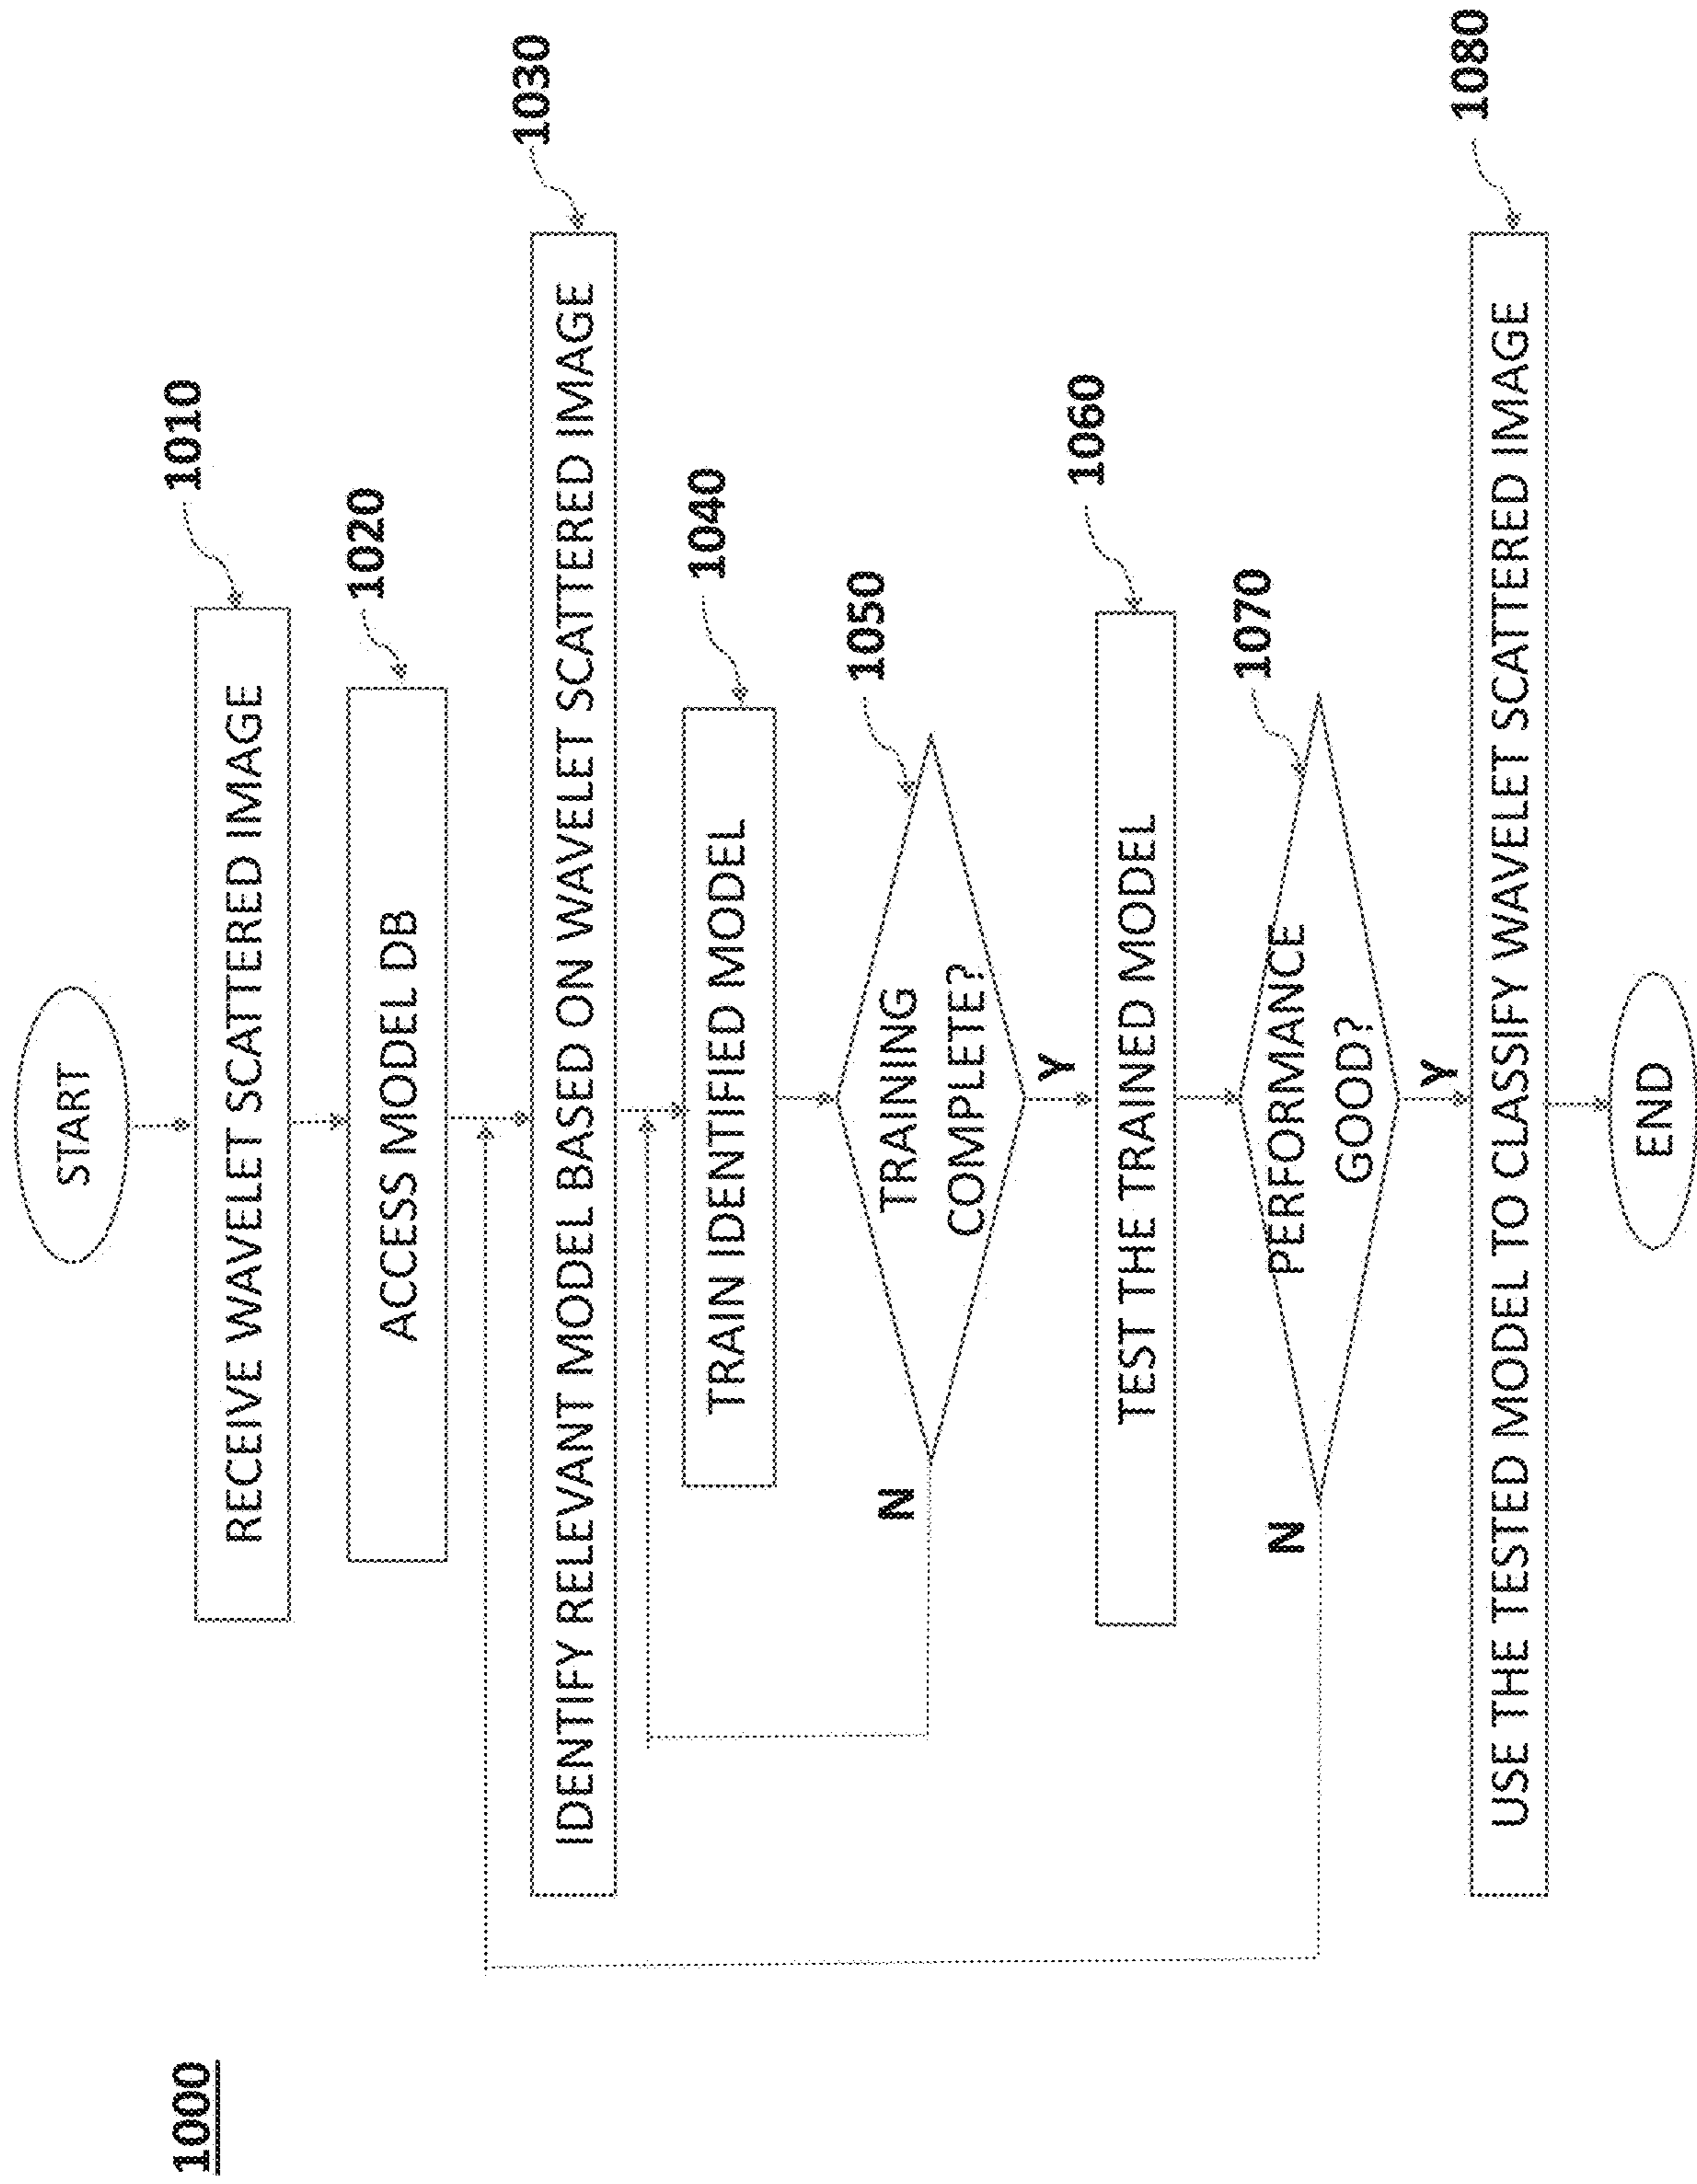 1000
START
RECEIVE WAVELET SCATTERED IMAGE
1010
ACCESS MODEL DB
1020
IDENTIFY RELEVANT MODEL BASED ON WAVELET SCATTERED IMAGE
1030
TRAIN IDENTIFIED MODEL
1040
TRAINING
COMPLETE?
1050
N
Y
TEST THE TRAINED MODEL
1060
PERFORMANCE
GOOD?
1070
N
Y
USE THE TESTED MODEL TO CLASSIFY WAVELET SCATTERED IMAGE
1080
END